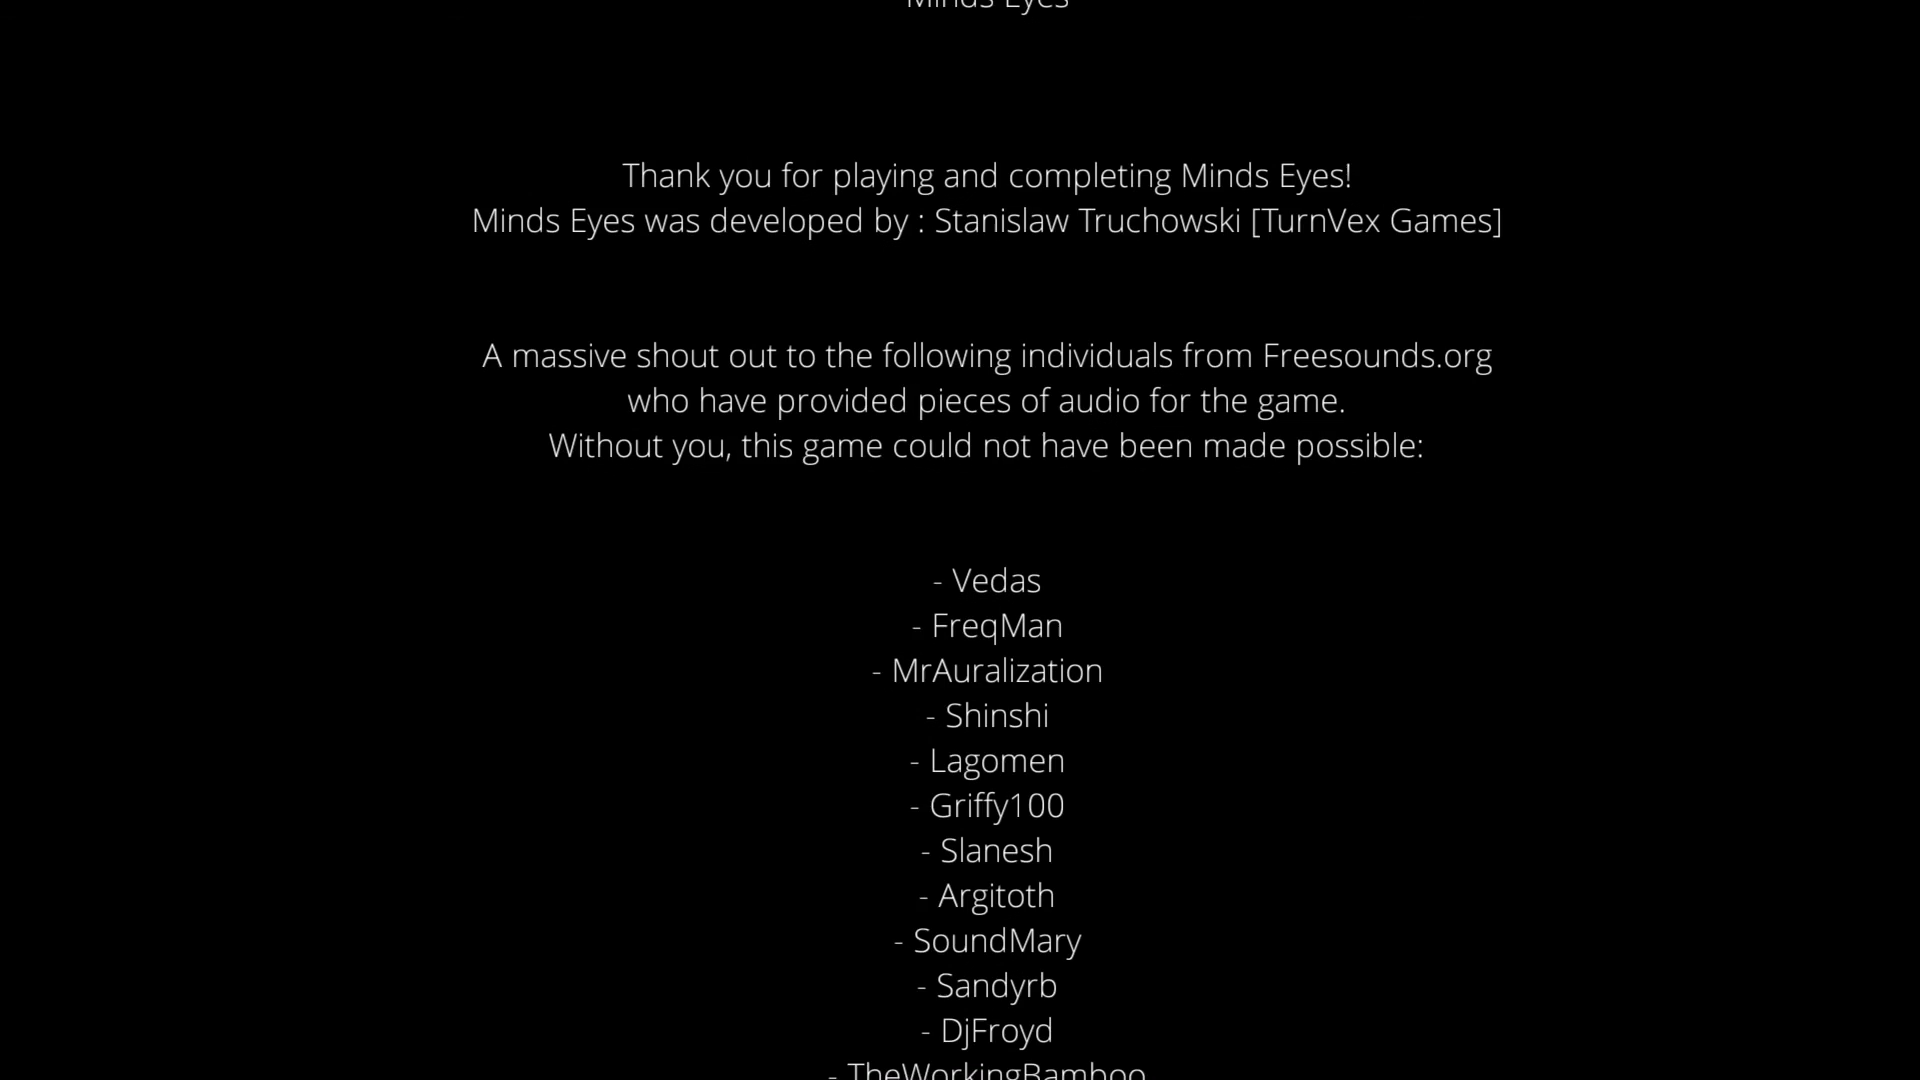 Minds Eyes
Thank you for playing and completing Minds Eyes!
Minds Eyes was developed by : Stanislaw Truchowski [TurnVex Games]
A massive shout out to the following individuals from Freesounds.org
who have provided pieces of audio for the game.
Without you, this game could not have been made possible:
- Vedas
- FreqMan
- MrAuralization
- Shinshi
- Lagomen
- Griffy100
- Slanesh
- Argitoth
- SoundMary
- Sandyrb
- DjFroyd
- TheWorkingBamboo